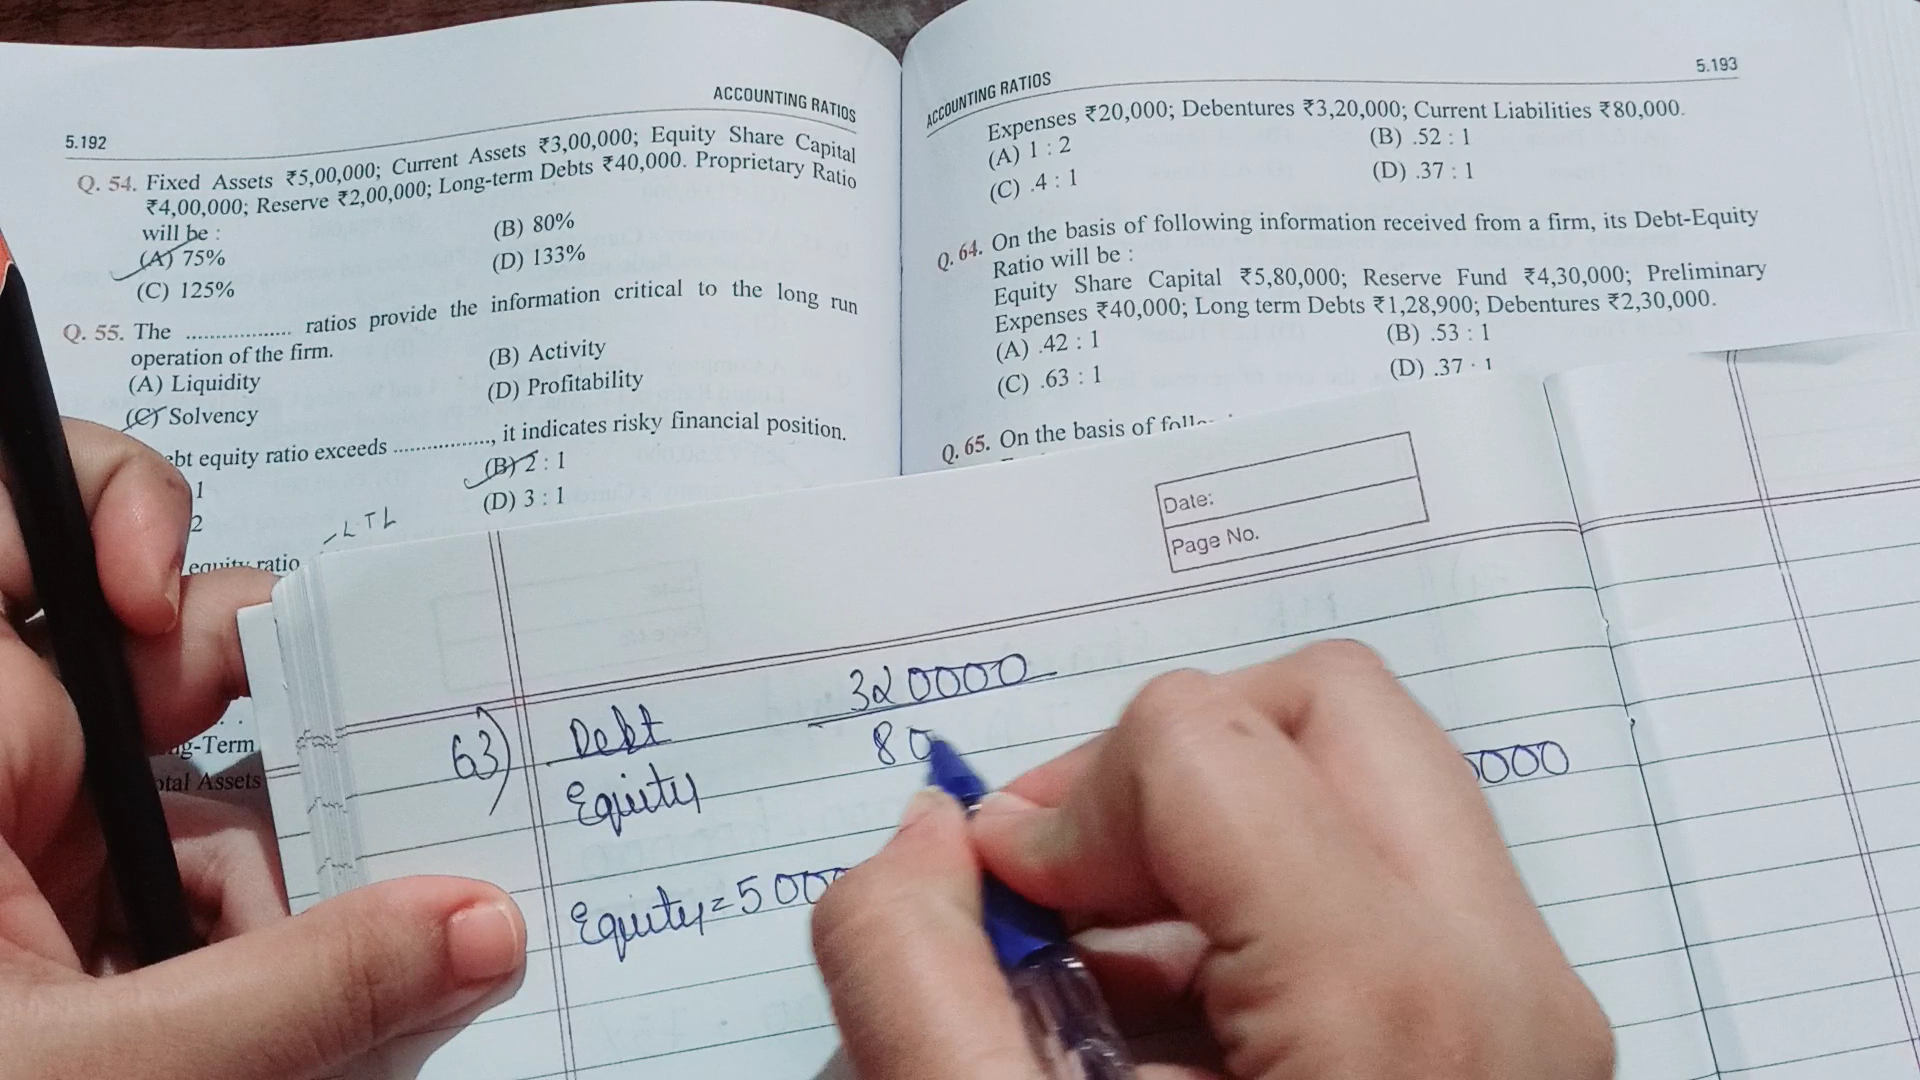 ACCOUNTING RATIOS
5.192
Q. 54. Fixed Assets ₹5,00,000; Current Assets ₹3,00,000; Equity Share Capital
₹4,00,000; Reserve ₹2,00,000; Long-term Debts ₹40,000. Proprietary Ratio
will be :
(A) 75%
(B) 80%
(C) 125%
(D) 133%
Q. 55. The ................. ratios provide the information critical to the long run
operation of the firm.
(A) Liquidity
(B) Activity
(C) Solvency
(D) Profitability
equity ratio exceeds ................, it indicates risky financial position.
1
(B) 2 : 1
2
(D) 3 : 1
LTL
equity ratio
Term
Assets
ACCOUNTING RATIOS
5.193
Expenses ₹20,000; Debentures ₹3,20,000; Current Liabilities ₹80,000.
(A) 1 : 2
(B) .52 : 1
(C) .4 : 1
(D) .37 : 1
Q. 64. On the basis of following information received from a firm, its Debt-Equity
Ratio will be :
Equity Share Capital ₹5,80,000; Reserve Fund ₹4,30,000; Preliminary
Expenses ₹40,000; Long term Debts ₹1,28,900; Debentures ₹2,30,000.
(A) .42 : 1
(B) .53 : 1
(C) .63 : 1
(D) .37 : 1
Q. 65. On the basis of
Date:
Page No.
63) Debt 320000
Equity 80
000
Equity = 5000